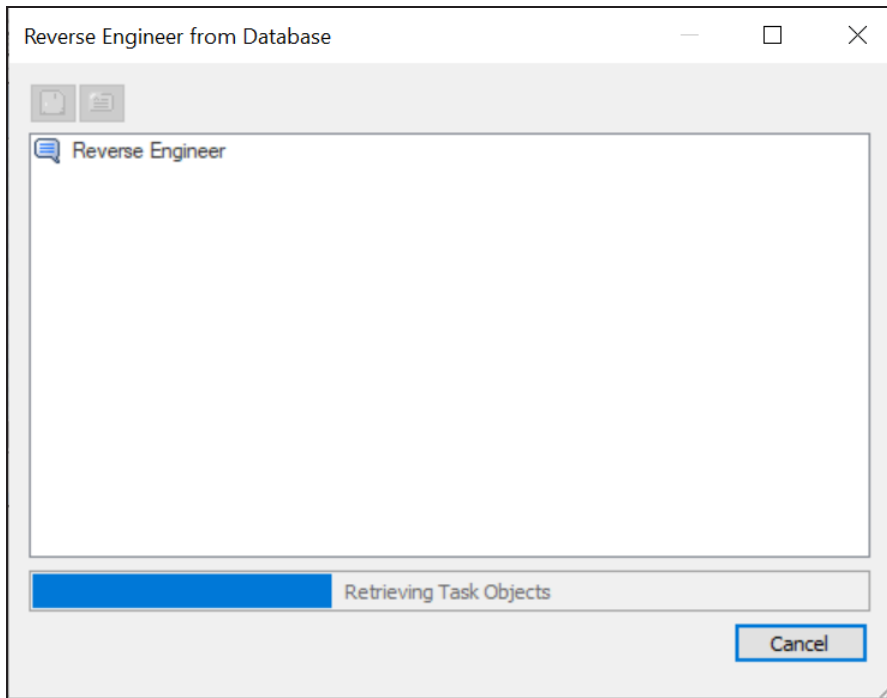 Reverse Engineer from Database
Reverse Engineer
Retrieving Task Objects
Cancel